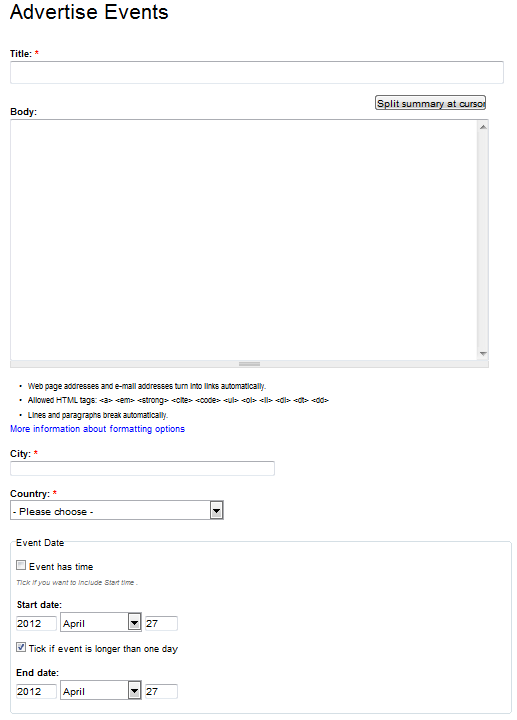 Advertise Events
Title: *
Split summary at cursor
Body:
Web page addresses and e-mail addresses turn into links automatically.
Allowed HTML tags: <a> <em> <strong> <cite> <code> <ul> <ol> <li> <dl> <dt> <dd>
Lines and paragraphs break automatically.
More information about formatting options
City: *
Country: *
- Please choose -
Event Date
Event has time
Tick if you want to include Start time .
Start date:
2012 April 27
Tick if event is longer than one day
End date:
2012 April 27